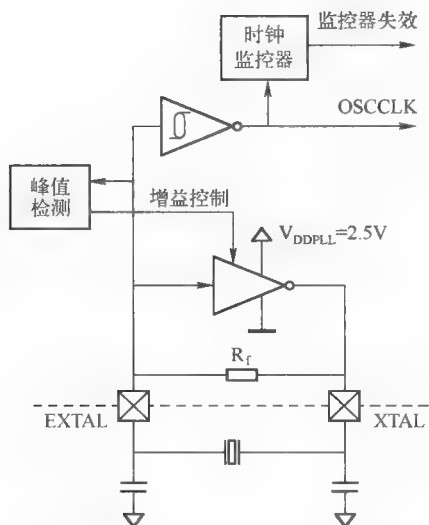 时钟
监控器
监控器失效
OSCCLK
峰值
检测
增益控制
V_DDPLL=2.5V
R_f
EXTAL
XTAL